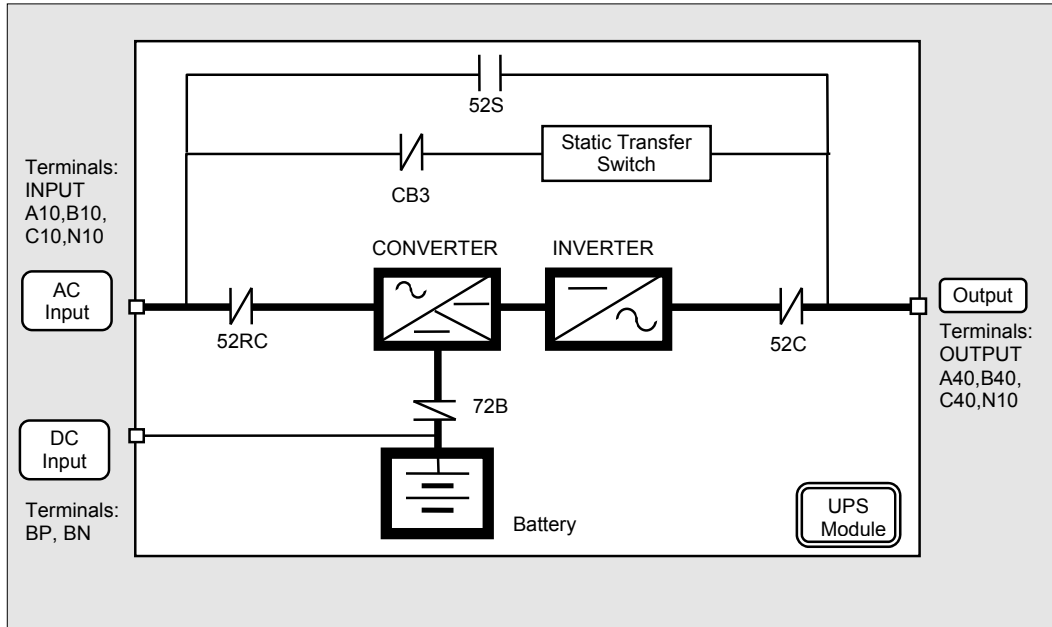 52S
Static Transfer
Switch
CB3
Terminals:
INPUT
A10,B10,
C10,N10
CONVERTER
INVERTER
AC
Input
52RC
52C
Output
Terminals:
OUTPUT
A40,B40,
C40,N10
72B
DC
Input
Terminals:
BP, BN
Battery
UPS
Module